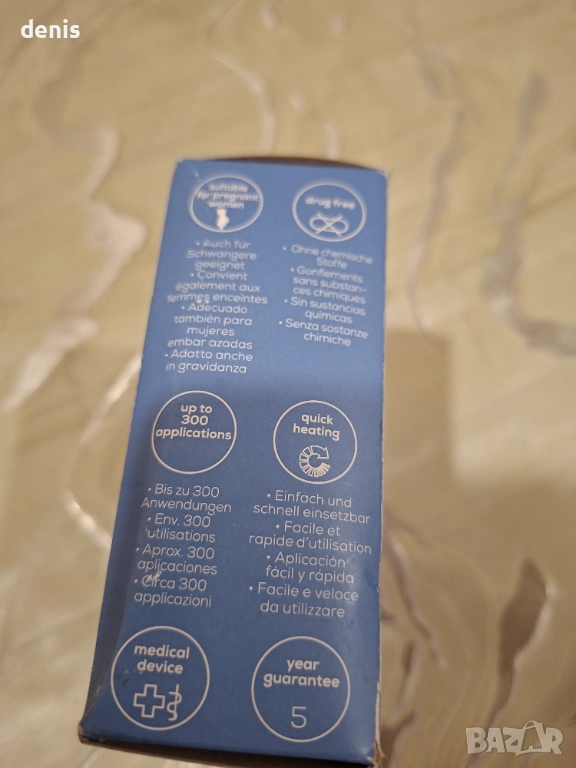 denis
suitable
for pregnant
women
• Auch für
Schwangere
geeignet
• Convient
également aux
femmes enceintes
• Adecuado
también para
mujeres
embar azadas
• Adatto anche
in gravidanza
drug free
• Ohne chemische
Stoffe
• Gonflements
sans substan-
ces chimiques
• Sin sustancias
químicas
• Senza sostanze
chimiche
up to
300
applications
• Bis zu 300
Anwendungen
• Env. 300
utilisations
• Aprox. 300
aplicaciones
• Circa 300
applicazioni
quick
heating
• Einfach und
schnell einsetzbar
• Facile et
rapide d'utilisation
• Aplicación
fácil y rápida
• Facile e veloce
da utilizzare
medical
device
year
guarantee
5
BAZAR